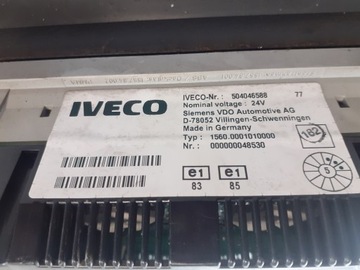 IVECO
IVECO-Nr.: 504046588 77
Nominal voltage: 24V
Siemens VDO Automotive AG
D-78052 Villingen-Schwenningen
Made in Germany
Typ: 1560.0001010000
Nr.: 000000048530
182
e1 e1
83 85
5